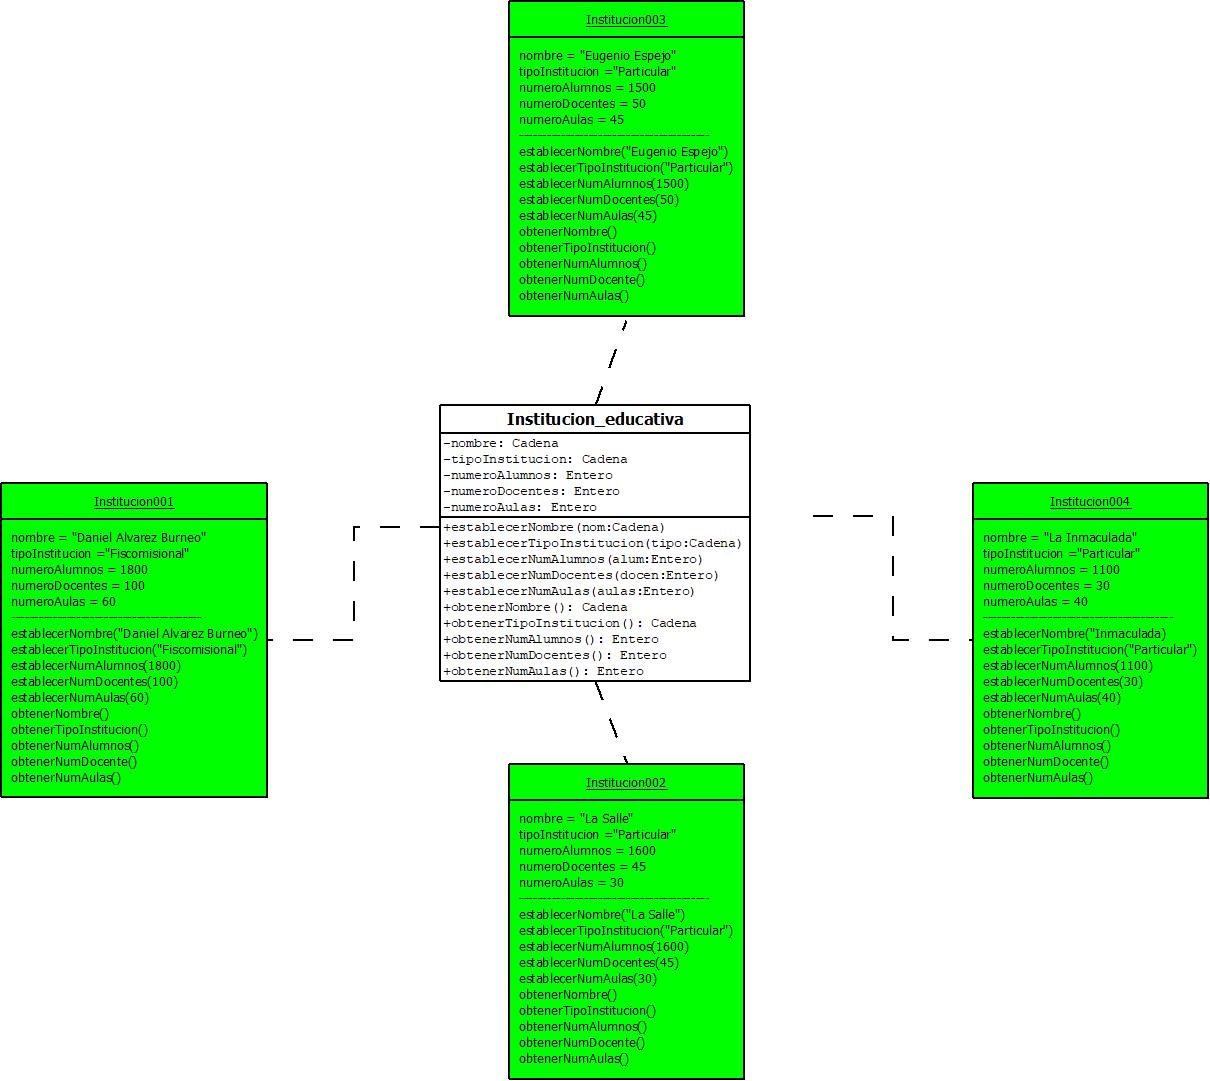 Institucion003
nombre = "Eugenio Espejo"
tipoInstitucion ="Particular"
numeroAlumnos = 1500
numeroDocentes = 50
numeroAulas = 45
establecerNombre("Eugenio Espejo")
establecerTipoInstitucion("Particular")
establecerNumAlumnos(1500)
establecerNumDocentes(50)
establecerNumAulas(45)
obtenerNombre()
obtenerTipoInstitucion()
obtenerNumAlumnos()
obtenerNumDocente()
obtenerNumAulas()
Institucion_educativa
-nombre: Cadena
-tipoInstitucion: Cadena
-numeroAlumnos: Entero
-numeroDocentes: Entero
-numeroAulas: Entero
+establecerNombre(nom:Cadena)
+establecerTipoInstitucion(tipo:Cadena)
+establecerNumAlumnos(alum:Entero)
+establecerNumDocentes(docen:Entero)
+establecerNumAulas(aulas:Entero)
+obtenerNombre(): Cadena
+obtenerTipoInstitucion(): Cadena
+obtenerNumAlumnos(): Entero
+obtenerNumDocentes(): Entero
+obtenerNumAulas(): Entero
Institucion001
nombre = "Daniel Alvarez Burneo"
tipoInstitucion ="Fiscomisional"
numeroAlumnos = 1800
numeroDocentes = 100
numeroAulas = 60
establecerNombre("Daniel Alvarez Burneo")
establecerTipoInstitucion("Fiscomisional")
establecerNumAlumnos(1800)
establecerNumDocentes(100)
establecerNumAulas(60)
obtenerNombre()
obtenerTipoInstitucion()
obtenerNumAlumnos()
obtenerNumDocente()
obtenerNumAulas()
Institucion004
nombre = "La Inmaculada"
tipoInstitucion ="Particular"
numeroAlumnos = 1100
numeroDocentes = 30
numeroAulas = 40
establecerNombre("Inmaculada)
establecerTipoInstitucion("Particular")
establecerNumAlumnos(1100)
establecerNumDocentes(30)
establecerNumAulas(40)
obtenerNombre()
obtenerTipoInstitucion()
obtenerNumAlumnos()
obtenerNumDocente()
obtenerNumAulas()
Institucion002
nombre = "La Salle"
tipoInstitucion ="Particular"
numeroAlumnos = 1600
numeroDocentes = 45
numeroAulas = 30
establecerNombre("La Salle")
establecerTipoInstitucion("Particular")
establecerNumAlumnos(1600)
establecerNumDocentes(45)
establecerNumAulas(30)
obtenerNombre()
obtenerTipoInstitucion()
obtenerNumAlumnos()
obtenerNumDocente()
obtenerNumAulas()